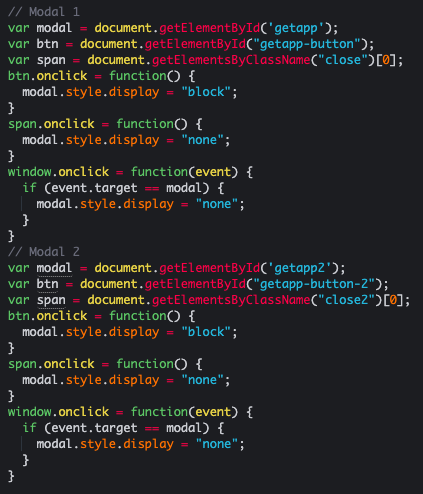 // Modal 1
var modal = document.getElementById('getapp');
var btn = document.getElementById("getapp-button");
var span = document.getElementsByClassName("close")[0];
btn.onclick = function() {
  modal.style.display = "block";
}
span.onclick = function() {
  modal.style.display = "none";
}
window.onclick = function(event) {
  if (event.target == modal) {
    modal.style.display = "none";
  }
}
// Modal 2
var modal = document.getElementById('getapp2');
var btn = document.getElementById("getapp-button-2");
var span = document.getElementsByClassName("close2")[0];
btn.onclick = function() {
  modal.style.display = "block";
}
span.onclick = function() {
  modal.style.display = "none";
}
window.onclick = function(event) {
  if (event.target == modal) {
    modal.style.display = "none";
  }
}